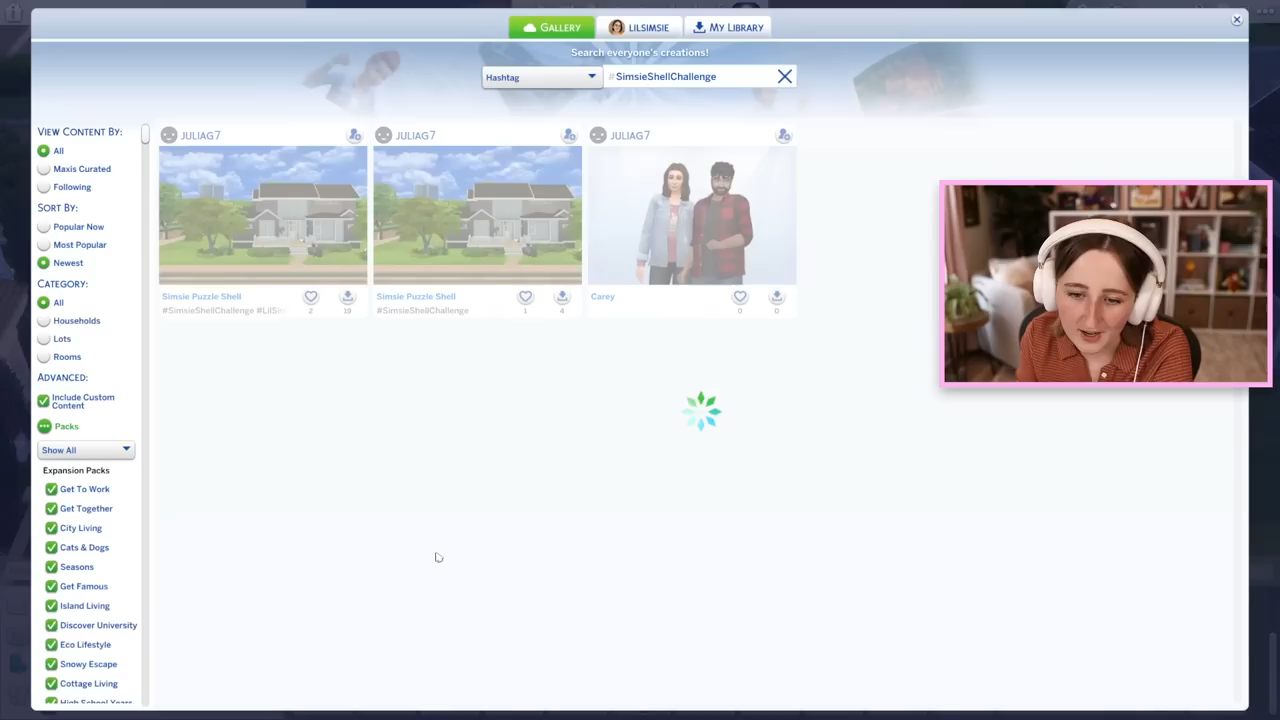 GALLERY
LILSIMSIE
MY LIBRARY
Search everyone's creations!
Hashtag
#SimsieShellChallenge
VIEW CONTENT BY:
All
Maxis Curated
Following
SORT BY:
Popular Now
Most Popular
Newest
CATEGORY:
All
Households
Lots
Rooms
ADVANCED:
Include Custom
Content
Packs
Show All
Expansion Packs
Get To Work
Get Together
City Living
Cats & Dogs
Seasons
Get Famous
Island Living
Discover University
Eco Lifestyle
Snowy Escape
Cottage Living
High School Years
JULIAG7
Simsie Puzzle Shell
#SimsieShellChallenge #LilSim
2
19
JULIAG7
Simsie Puzzle Shell
#SimsieShellChallenge
1
4
JULIAG7
Carey
0
0